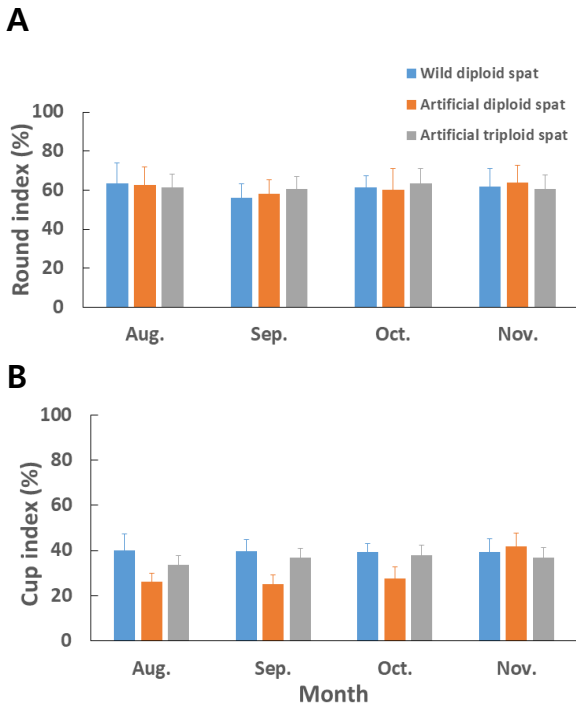 A
Wild diploid spat
Artificial diploid spat
Artificial triploid spat
Round index (%)
100
80
60
40
20
0
Aug. Sep. Oct. Nov.
B
Cup index (%)
100
80
60
40
20
0
Aug. Sep. Oct. Nov.
Month